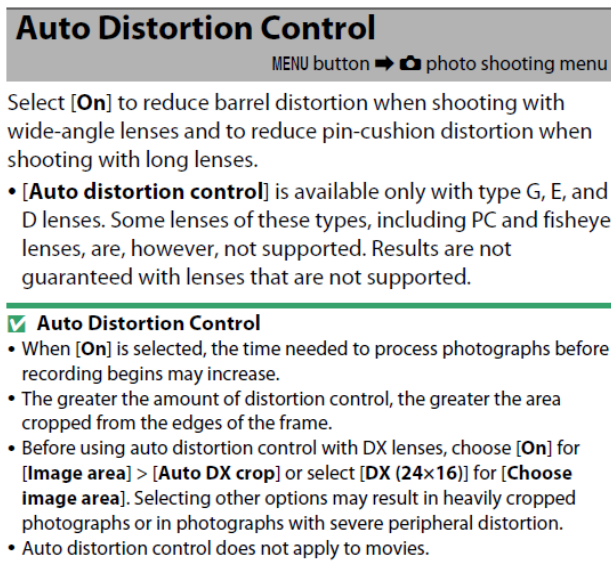 Auto Distortion Control
MENU button ➡ 📷 photo shooting menu
Select [On] to reduce barrel distortion when shooting with
wide-angle lenses and to reduce pin-cushion distortion when
shooting with long lenses.
• [Auto distortion control] is available only with type G, E, and
D lenses. Some lenses of these types, including PC and fisheye
lenses, are, however, not supported. Results are not
guaranteed with lenses that are not supported.
Auto Distortion Control
• When [On] is selected, the time needed to process photographs before
recording begins may increase.
• The greater the amount of distortion control, the greater the area
cropped from the edges of the frame.
• Before using auto distortion control with DX lenses, choose [On] for
[Image area] > [Auto DX crop] or select [DX (24×16)] for [Choose
image area]. Selecting other options may result in heavily cropped
photographs or in photographs with severe peripheral distortion.
• Auto distortion control does not apply to movies.